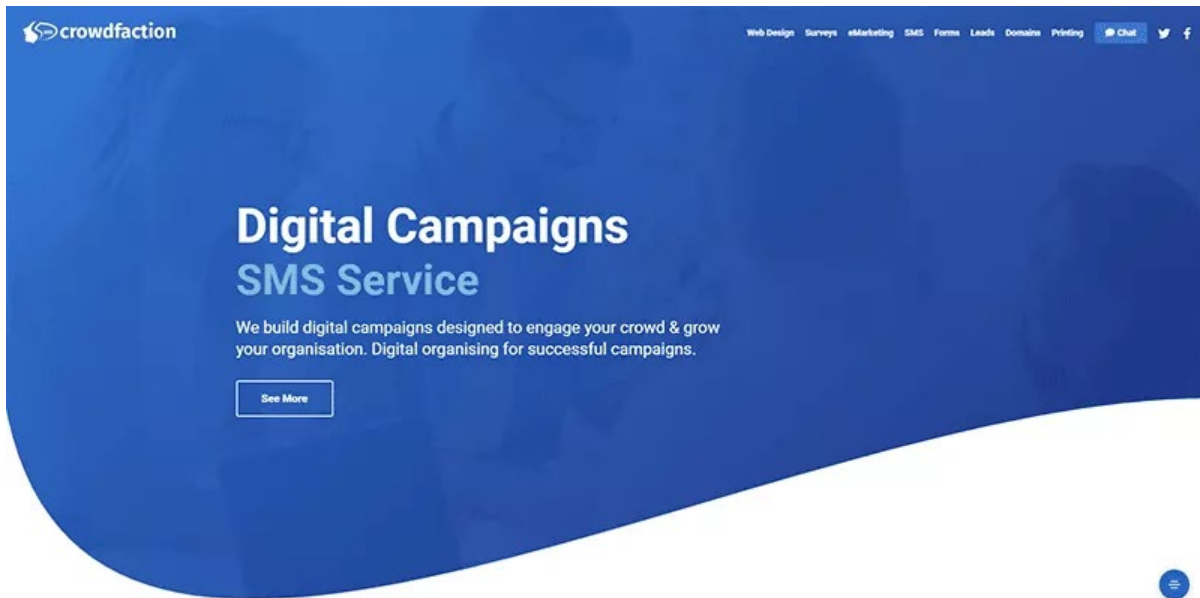 crowdfaction
Web Design Surveys eMarketing SMS Forms Leads Domains Printing Chat
Digital Campaigns
SMS Service
We build digital campaigns designed to engage your crowd & grow
your organisation. Digital organising for successful campaigns.
See More